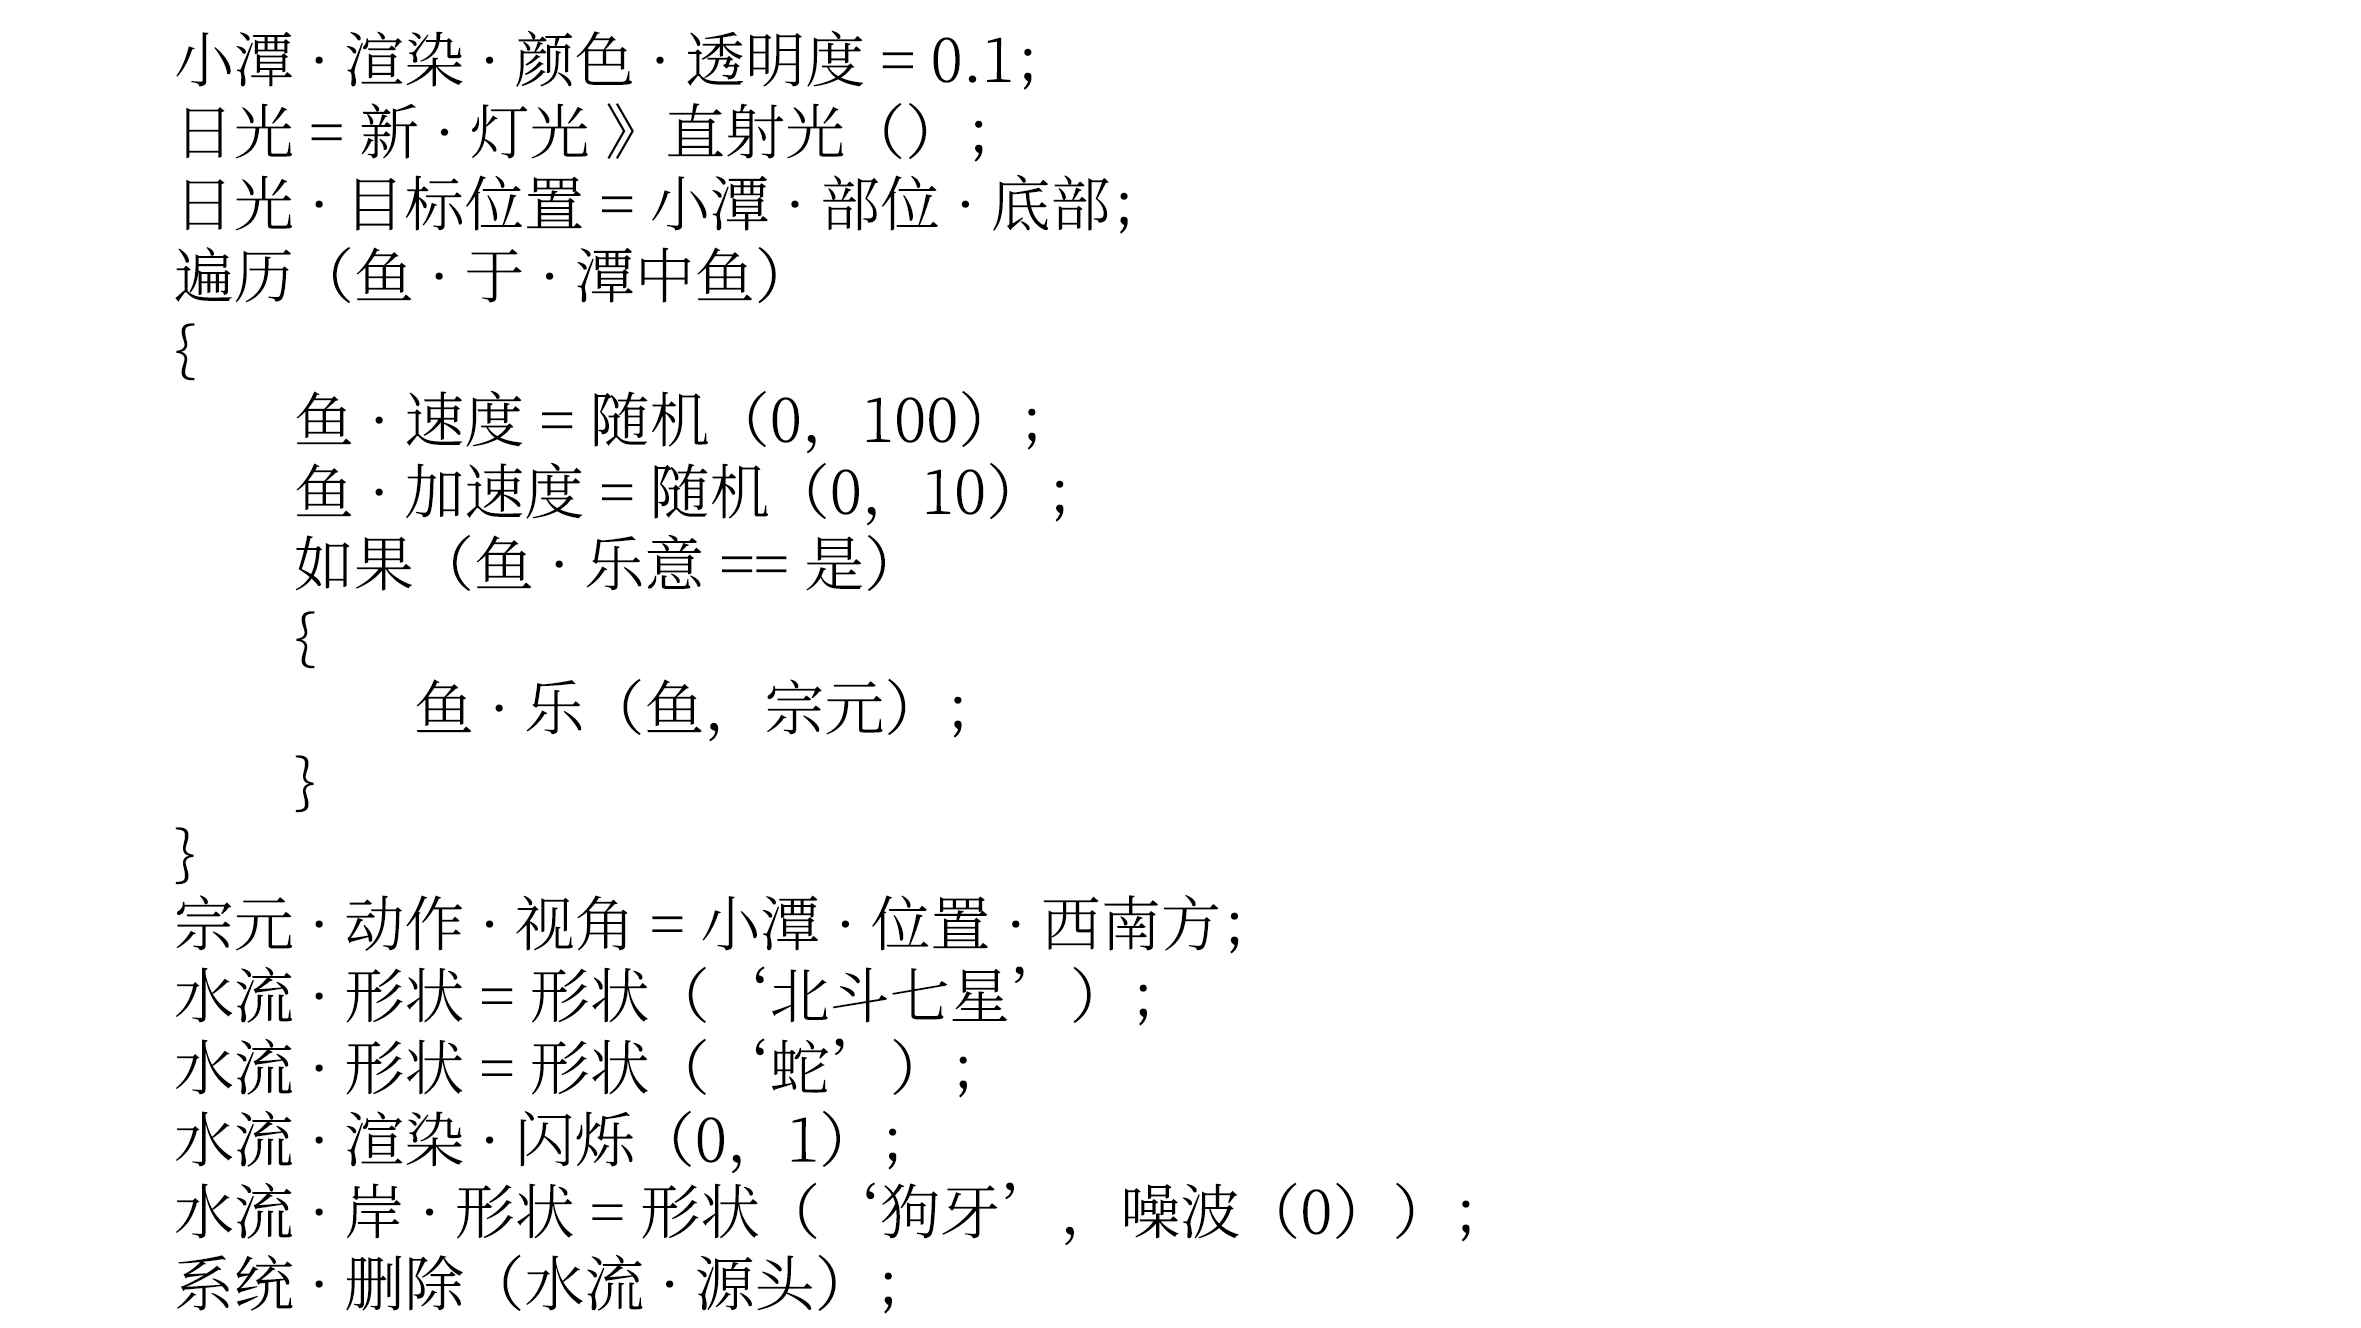 小潭 · 渲染 · 颜色 · 透明度 = 0.1;
日光 = 新 · 灯光 》直射光（）;
日光 · 目标位置 = 小潭 · 部位 · 底部;
遍历（鱼 · 于 · 潭中鱼）
{
鱼 · 速度 = 随机（0，100）;
鱼 · 加速度 = 随机（0，10）;
如果（鱼 · 乐意 == 是）
{
鱼 · 乐（鱼，宗元）;
}
}
宗元 · 动作 · 视角 = 小潭 · 位置 · 西南方;
水流 · 形状 = 形状（‘北斗七星’）;
水流 · 形状 = 形状（‘蛇’）;
水流 · 渲染 · 闪烁（0，1）;
水流 · 岸 · 形状 = 形状（‘狗牙’，噪波（0））;
系统 · 删除（水流 · 源头）;